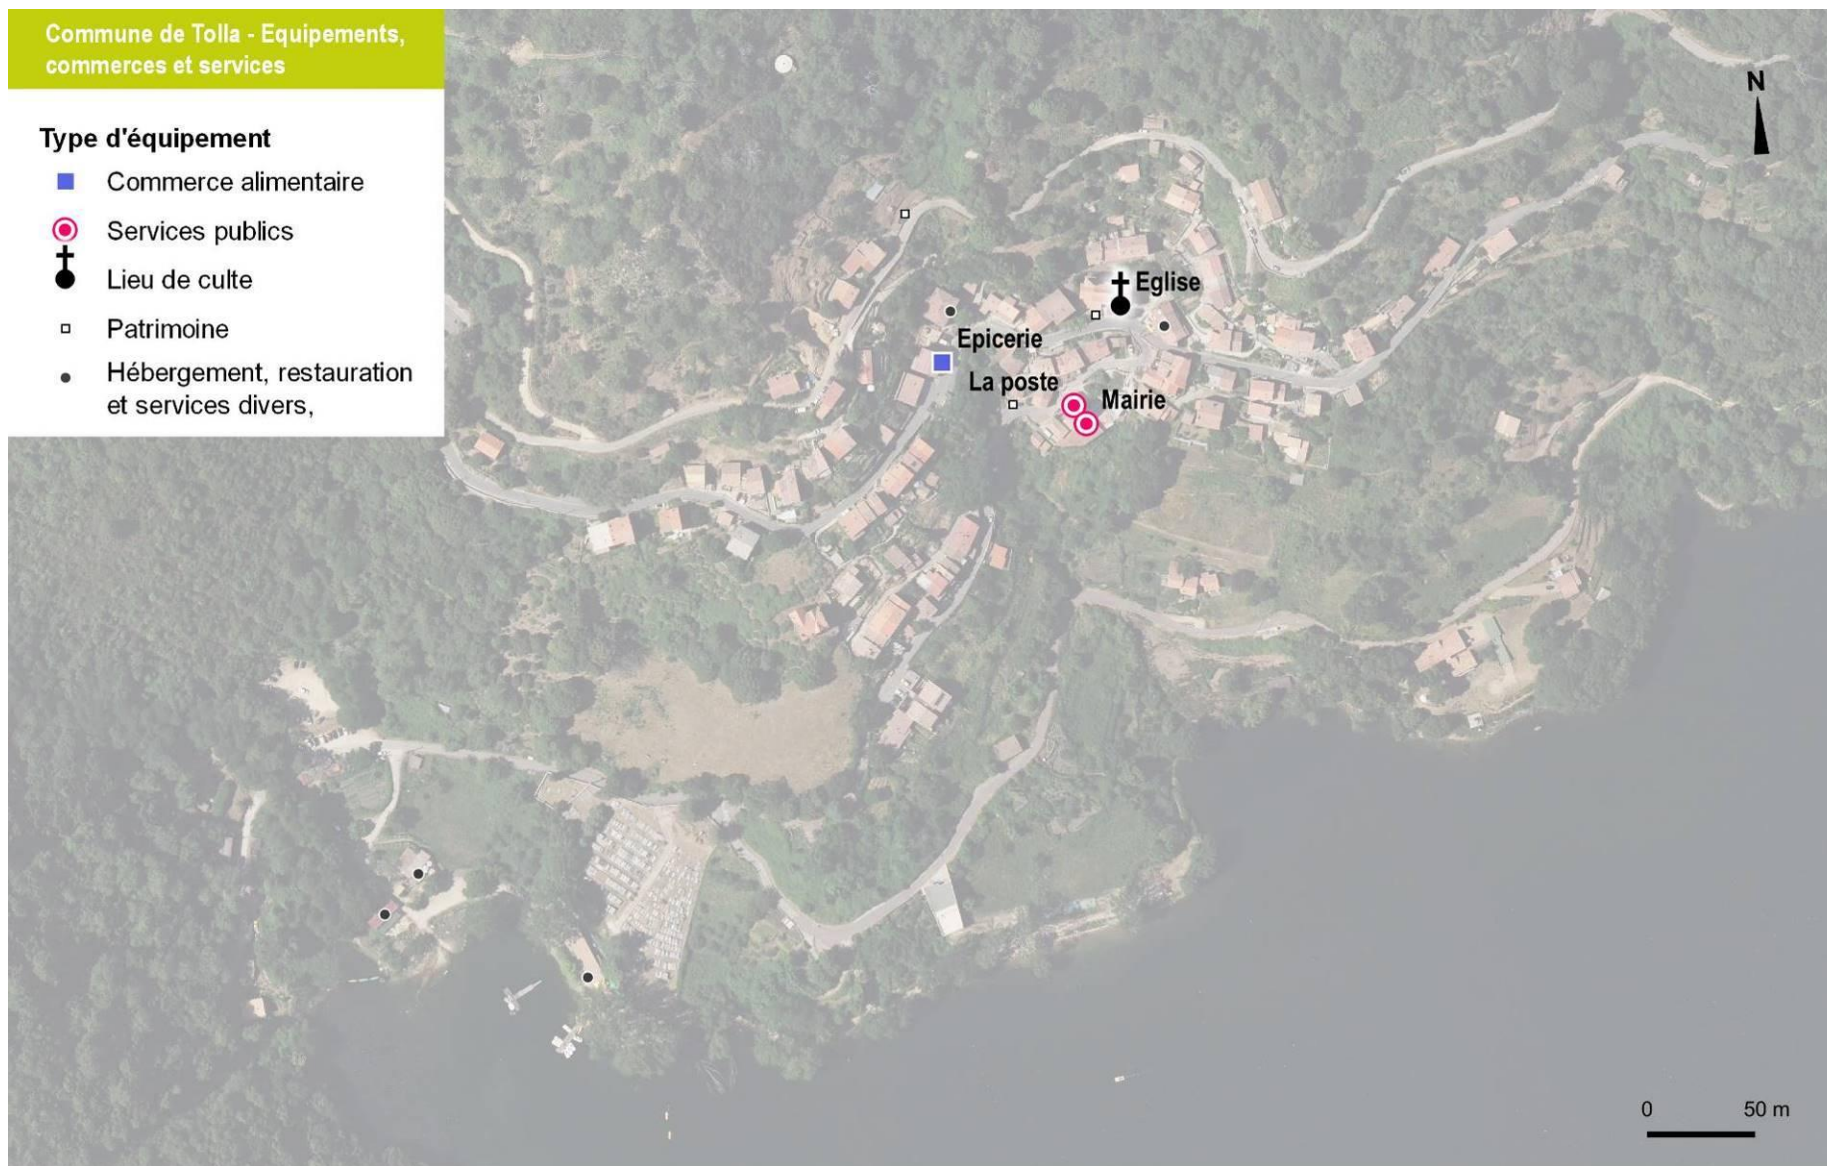 Commune de Tolla - Equipements,
commerces et services
Type d'équipement
Commerce alimentaire
Services publics
Lieu de culte
Patrimoine
Hébergement, restauration
et services divers,
N
Eglise
Epicerie
La poste
Mairie
0 50 m